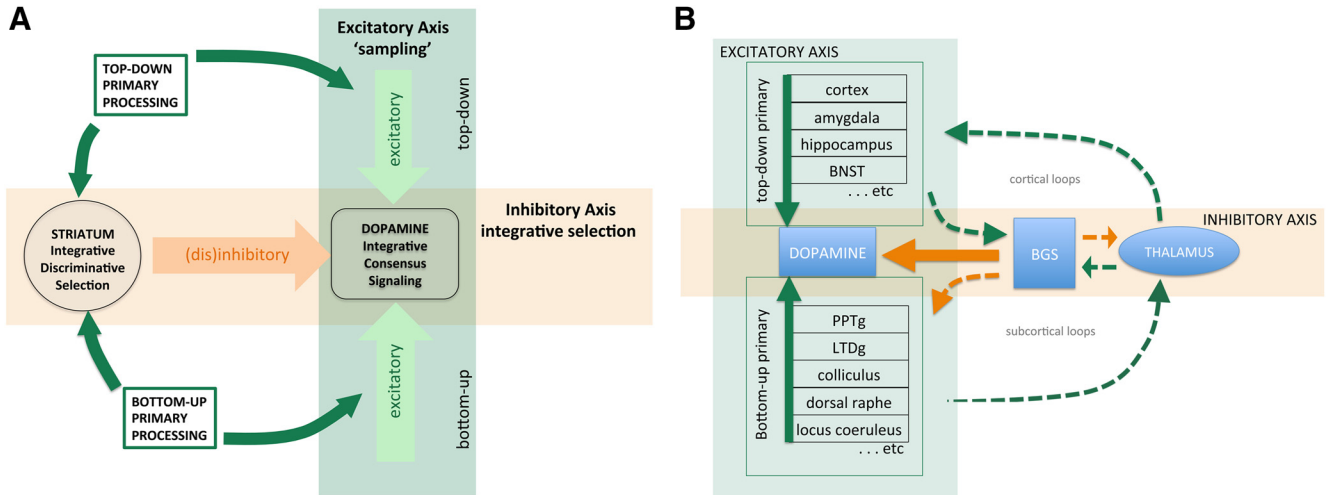 A
TOP-DOWN
PRIMARY
PROCESSING
Excitatory Axis
‘sampling’
excitatory
top-down
STRIATUM
Integrative
Discriminative
Selection
(dis)inhibitory
DOPAMINE
Integrative
Consensus
Signaling
Inhibitory Axis
integrative selection
BOTTOM-UP
PRIMARY
PROCESSING
excitatory
bottom-up
B
EXCITATORY AXIS
top-down primary
cortex
amygdala
hippocampus
BNST
. . . etc
cortical loops
INHIBITORY AXIS
DOPAMINE
BGS
THALAMUS
Bottom-up primary
PPTg
LTDg
colliculus
dorsal raphe
locus coeruleus
. . . etc
subcortical loops